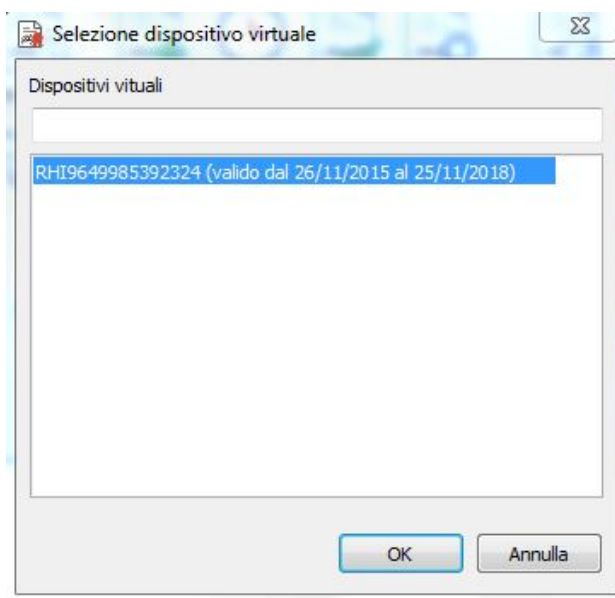 Selezione dispositivo virtuale
Dispositivi vituali
RHI9649985392324 (valido dal 26/11/2015 al 25/11/2018)
OK Annulla